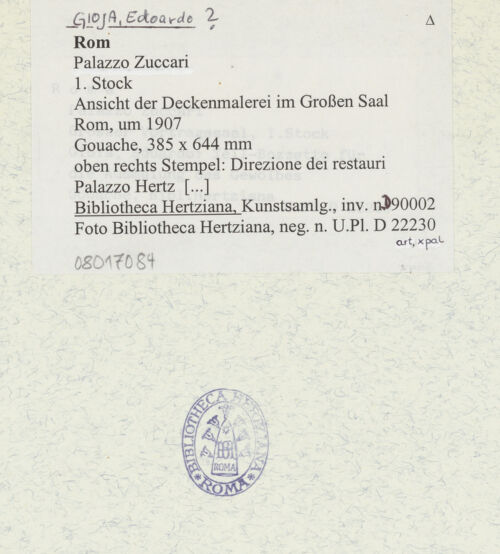 GIOJA, Edoardo ?
Δ
Rom
Palazzo Zuccari
1. Stock
Ansicht der Deckenmalerei im Großen Saal
Rom, um 1907
Gouache, 385 x 644 mm
oben rechts Stempel: Direzione dei restauri
Palazzo Hertz [...]
Bibliotheca Hertziana, Kunstsamlg., inv. n. 90002
Foto Bibliotheca Hertziana, neg. n. U.Pl. D 22230
art, xpal
08017084
BIBLIOTHECA HERTZIANA
BH
ROMA
ROMA